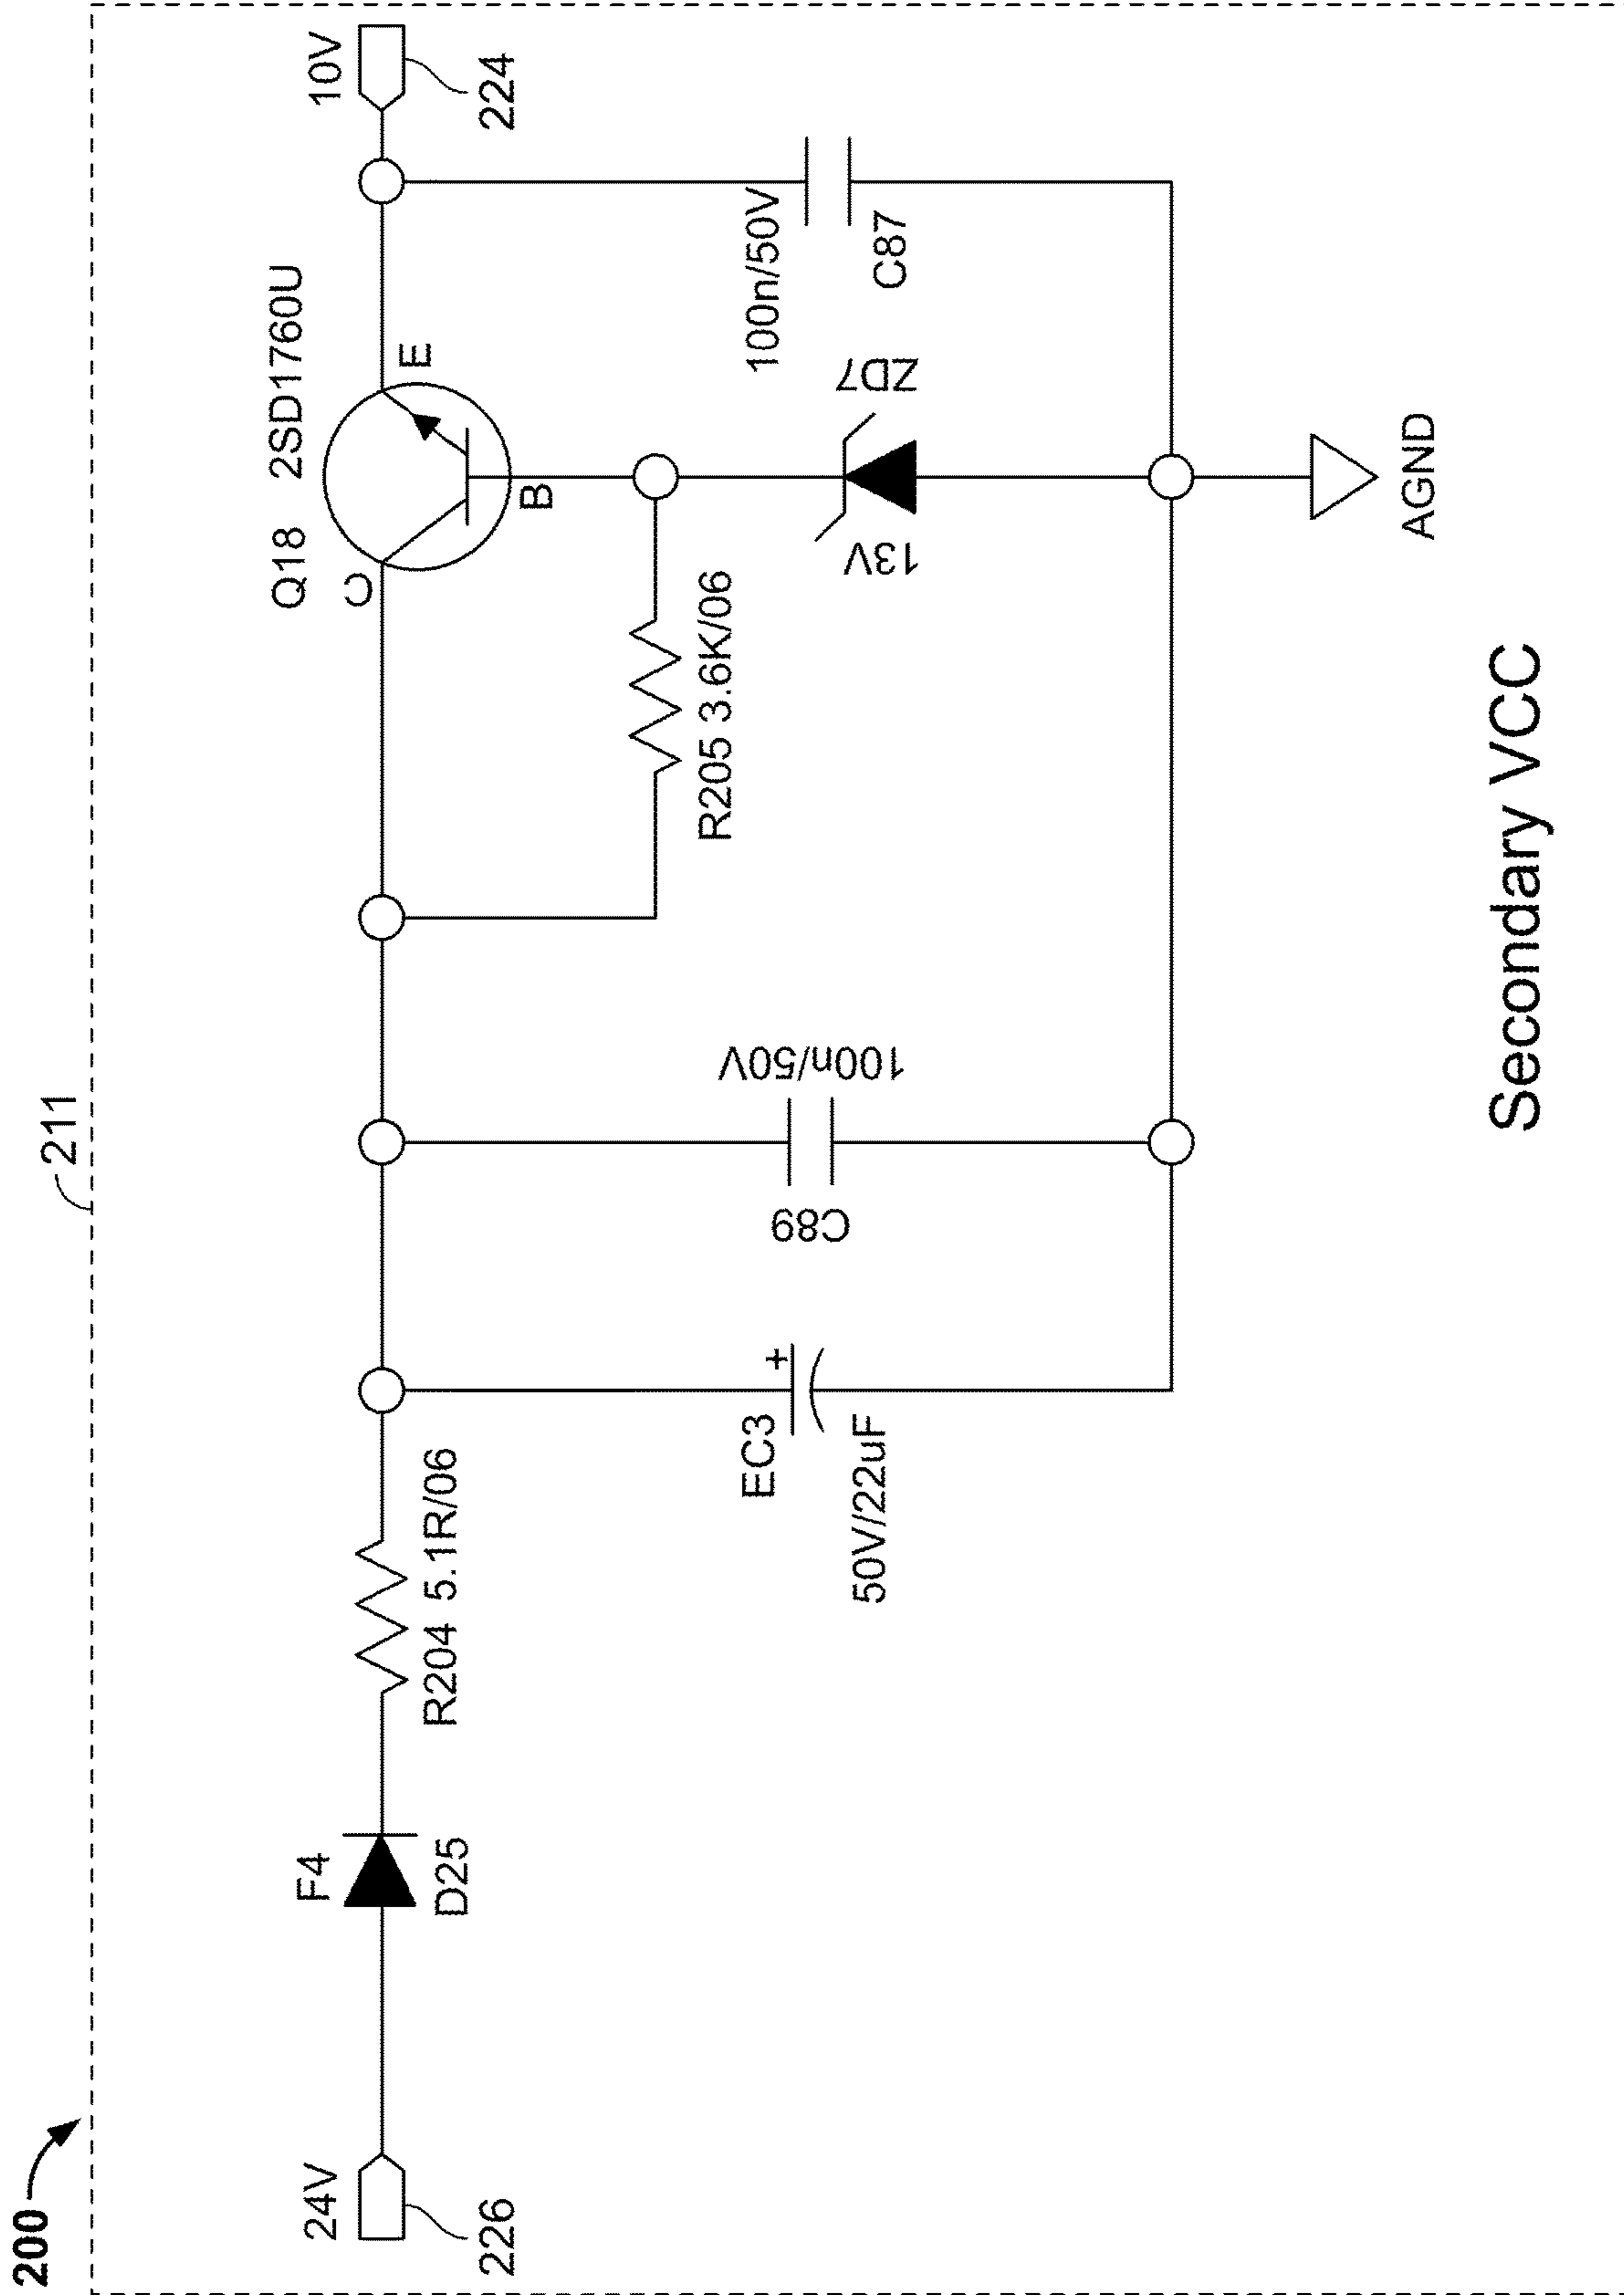 200
211
24V
226
F4
D25
R204 5.1R/06
EC3
+
50V/22uF
C89
100n/50V
R205 3.6K/06
Q18 2SD1760U
C
B
E
13V
ZD7
100n/50V
C87
10V
224
AGND
Secondary VCC